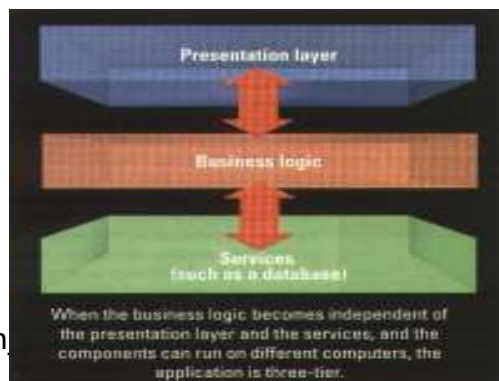 Presentation layer
Business logic
Services
(such as a database)
When the business logic becomes independent of
the presentation layer and the services, and the
components can run on different computers, the
application is three-tier.